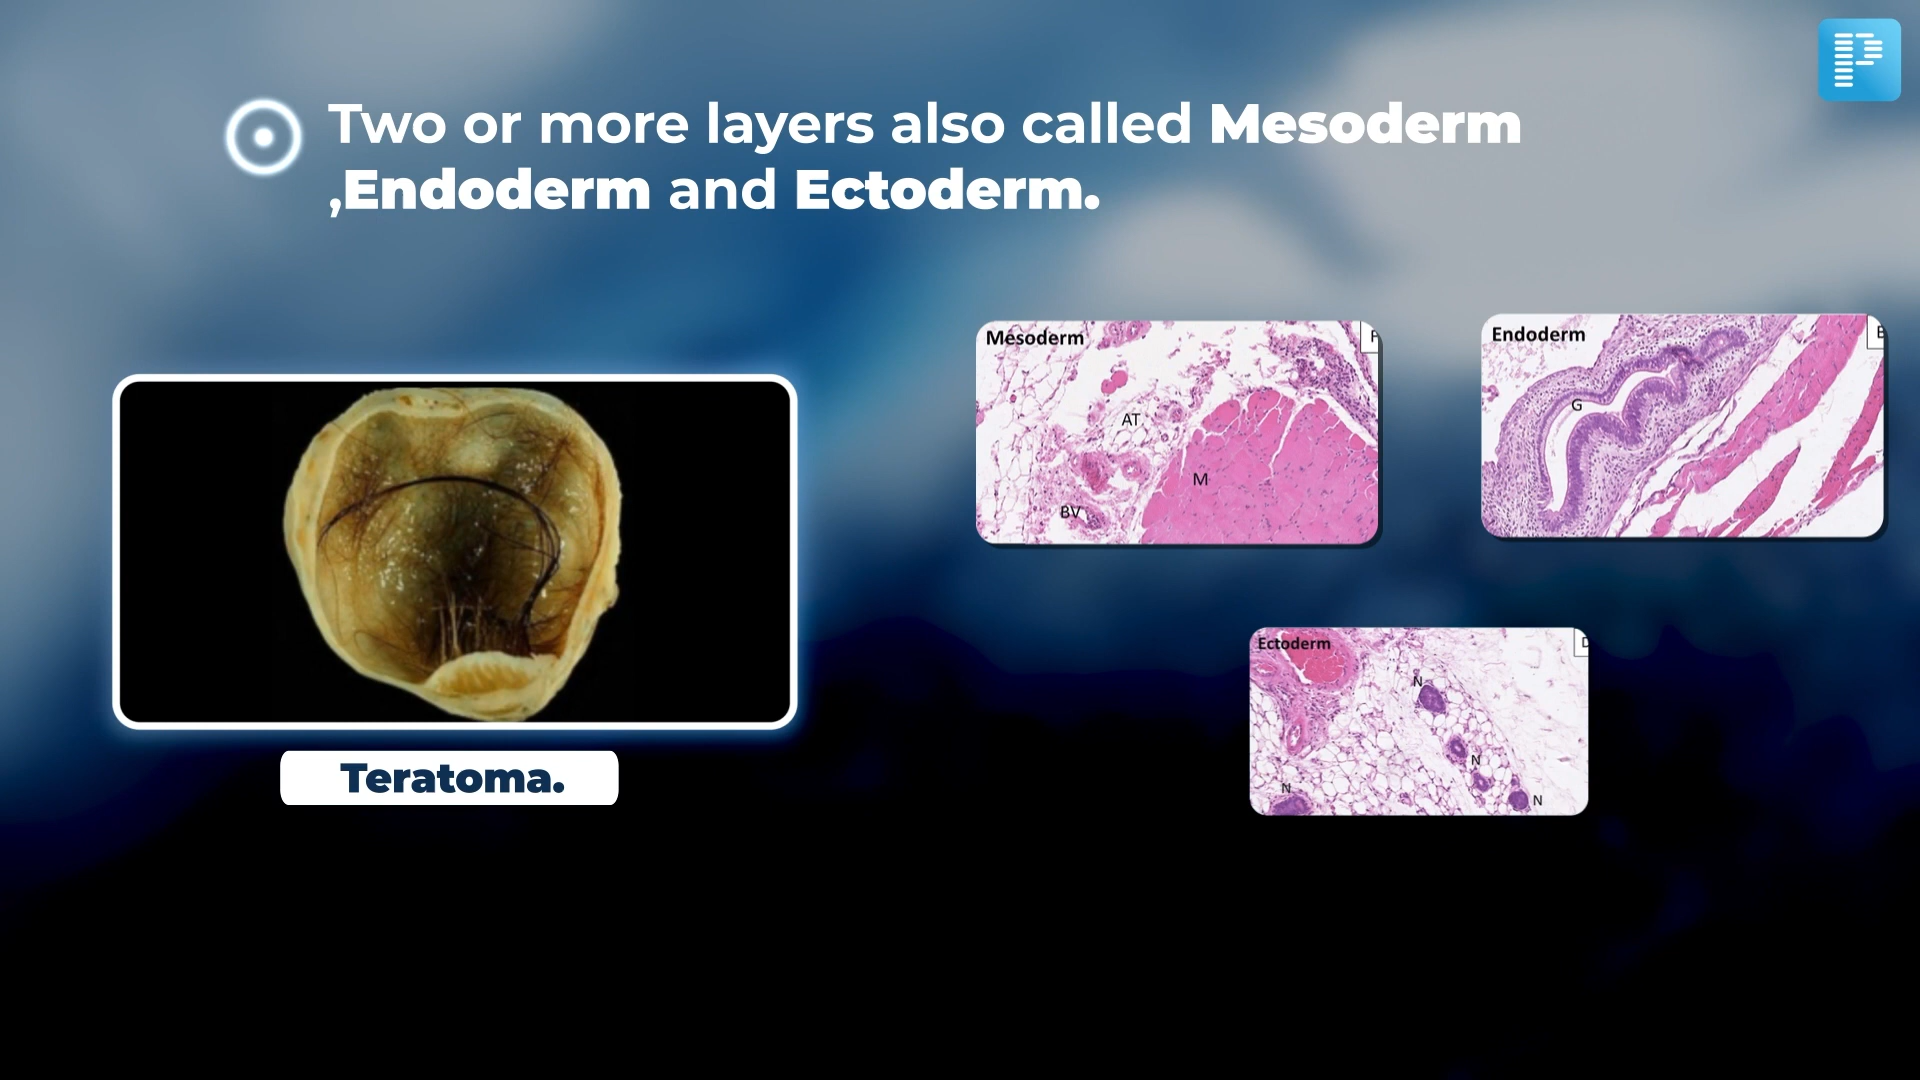 Two or more layers also called Mesoderm
,Endoderm and Ectoderm.
Mesoderm
F
AT
M
BV
Endoderm
E
G
Teratoma.
Ectoderm
D
N
N
N
N